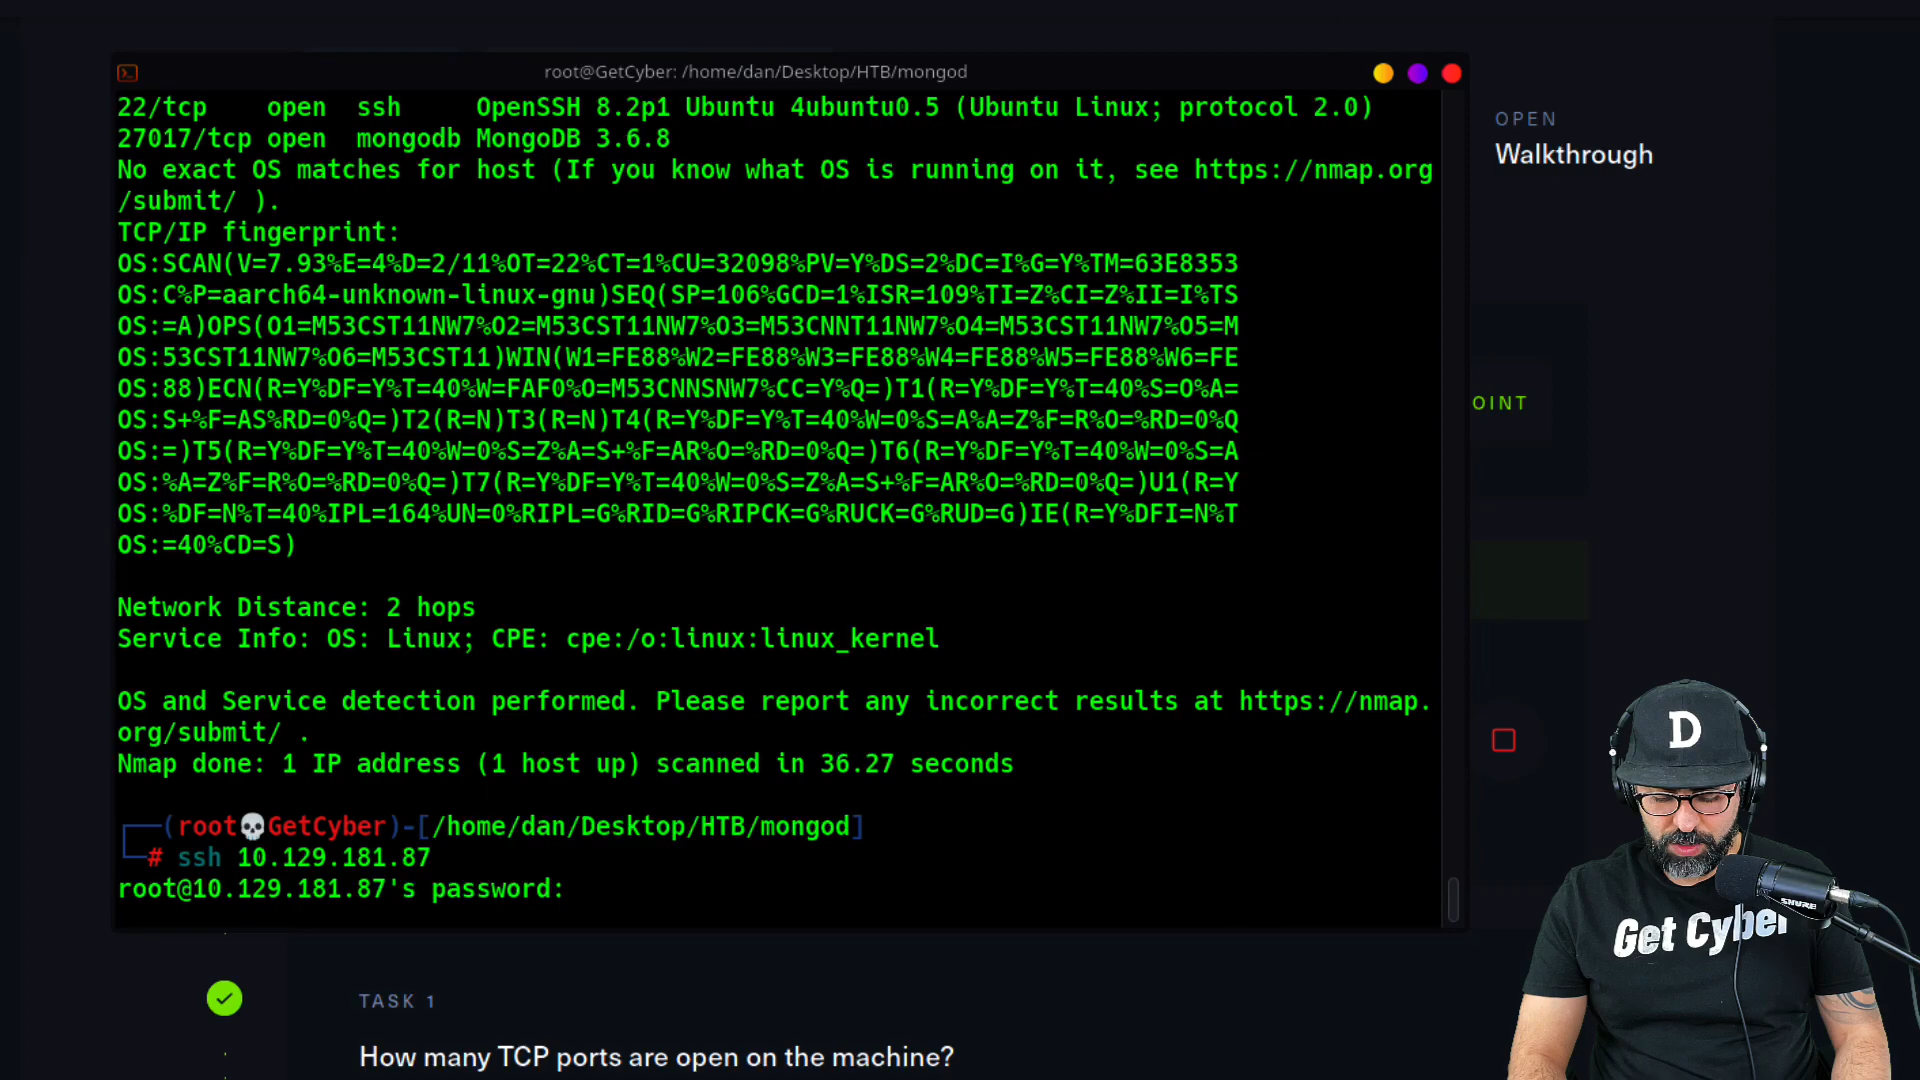 root@GetCyber: /home/dan/Desktop/HTB/mongod
22/tcp    open  ssh     OpenSSH 8.2p1 Ubuntu 4ubuntu0.5 (Ubuntu Linux; protocol 2.0)
27017/tcp open  mongodb MongoDB 3.6.8
No exact OS matches for host (If you know what OS is running on it, see https://nmap.org
/submit/ ).
TCP/IP fingerprint:
OS:SCAN(V=7.93%E=4%D=2/11%OT=22%CT=1%CU=32098%PV=Y%DS=2%DC=I%G=Y%TM=63E8353
OS:C%P=aarch64-unknown-linux-gnu)SEQ(SP=106%GCD=1%ISR=109%TI=Z%CI=Z%II=I%TS
OS:=A)OPS(O1=M53CST11NW7%O2=M53CST11NW7%O3=M53CNNT11NW7%O4=M53CST11NW7%O5=M
OS:53CST11NW7%O6=M53CST11)WIN(W1=FE88%W2=FE88%W3=FE88%W4=FE88%W5=FE88%W6=FE
OS:88)ECN(R=Y%DF=Y%T=40%W=FAF0%O=M53CNNSNW7%CC=Y%Q=)T1(R=Y%DF=Y%T=40%S=O%A=
OS:S+%F=AS%RD=0%Q=)T2(R=N)T3(R=N)T4(R=Y%DF=Y%T=40%W=0%S=A%A=Z%F=R%O=%RD=0%Q
OS:=)T5(R=Y%DF=Y%T=40%W=0%S=Z%A=S+%F=AR%O=%RD=0%Q=)T6(R=Y%DF=Y%T=40%W=0%S=A
OS:%A=Z%F=R%O=%RD=0%Q=)T7(R=Y%DF=Y%T=40%W=0%S=Z%A=S+%F=AR%O=%RD=0%Q=)U1(R=Y
OS:%DF=N%T=40%IPL=164%UN=0%RIPL=G%RID=G%RIPCK=G%RUCK=G%RUD=G)IE(R=Y%DFI=N%T
OS:=40%CD=S)
Network Distance: 2 hops
Service Info: OS: Linux; CPE: cpe:/o:linux:linux_kernel
OS and Service detection performed. Please report any incorrect results at https://nmap.
org/submit/ .
Nmap done: 1 IP address (1 host up) scanned in 36.27 seconds
┌──(root💀GetCyber)-[/home/dan/Desktop/HTB/mongod]
└─# ssh 10.129.181.87
root@10.129.181.87's password:
OPEN
Walkthrough
OINT
TASK 1
How many TCP ports are open on the machine?
D
SHURE
Get Cyber